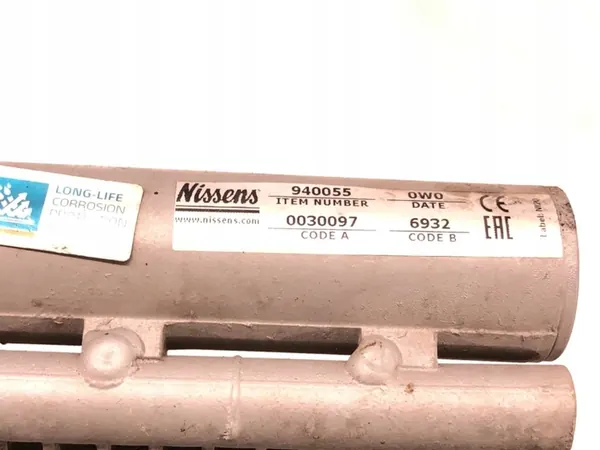 LONG-LIFE
CORROSION
Nissens
www.nissens.com
940055
ITEM NUMBER
0030097
CODE A
0W0
DATE
6932
CODE B
CE
EAC